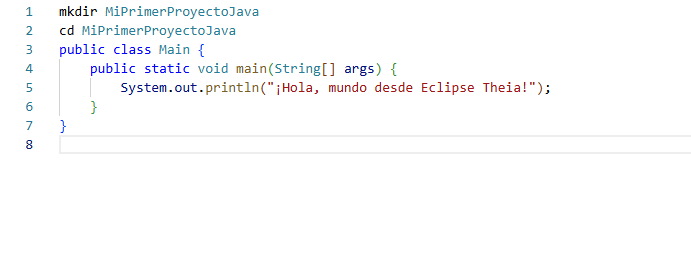 1 mkdir MiPrimerProyectoJava
2 cd MiPrimerProyectoJava
3 public class Main {
4     public static void main(String[] args) {
5         System.out.println("¡Hola, mundo desde Eclipse Theia!");
6     }
7 }
8